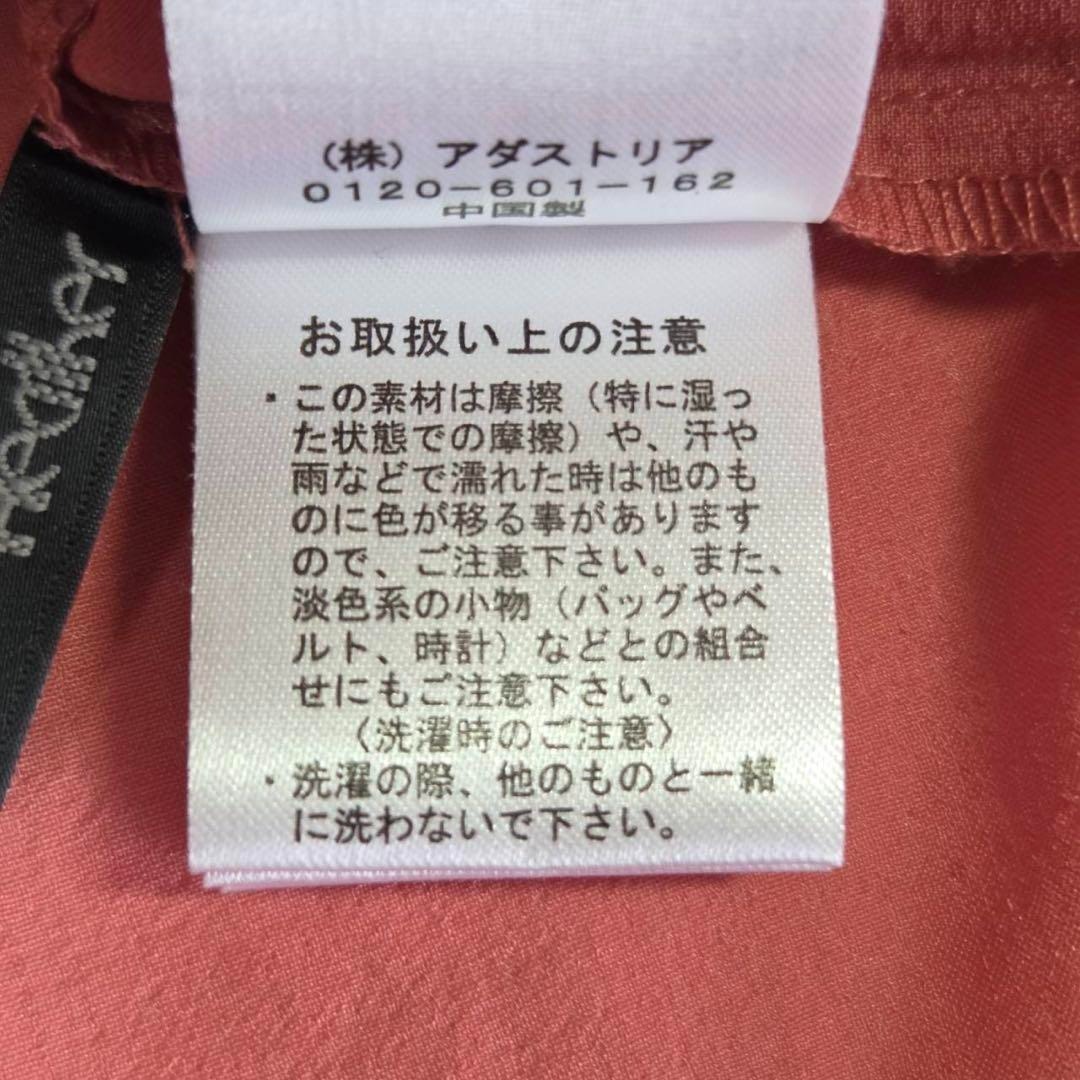 (株)アダストリア
0120-601-162
中国製
Heather
お取扱い上の注意
・この素材は摩擦(特に湿っ
た状態での摩擦)や、汗や
雨などで濡れた時は他のも
のに色が移る事があります
ので、ご注意下さい。また、
淡色系の小物(バッグやベ
ルト、時計)などとの組合
せにもご注意下さい。
〈洗濯時のご注意〉
・洗濯の際、他のものと一緒
に洗わないで下さい。